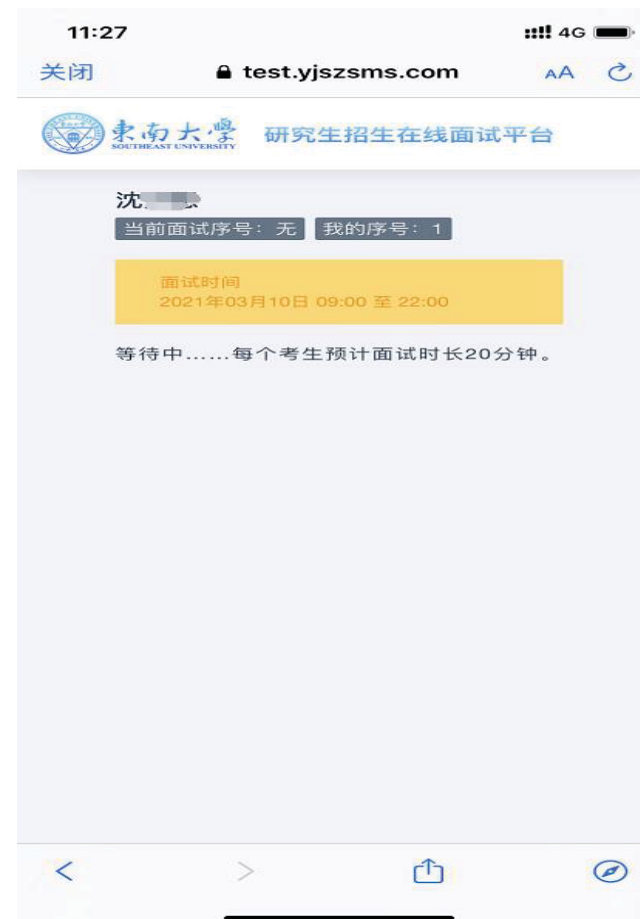 11:27 4G
关闭 test.yjszsms.com AA
東南大學 研究生招生在线面试平台
SOUTHEAST UNIVERSITY
沈
当前面试序号：无 我的序号：1
面试时间
2021年03月10日 09:00 至 22:00
等待中……每个考生预计面试时长20分钟。